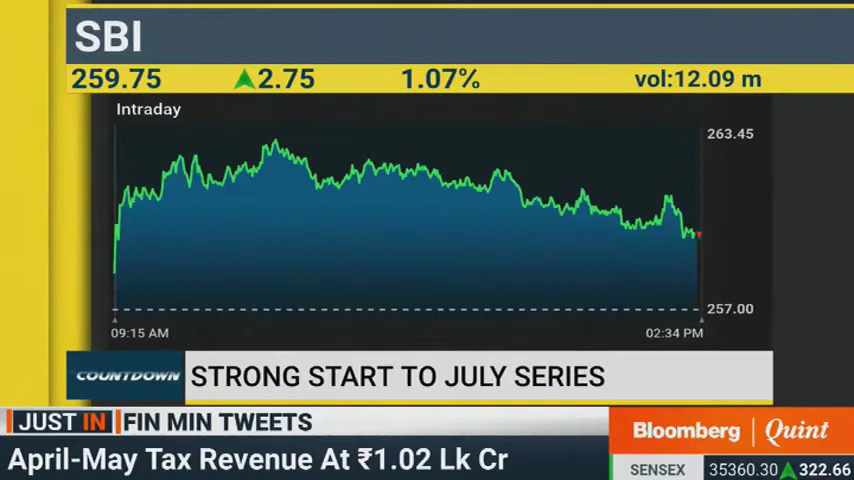 SBI
259.75 2.75 1.07% vol:12.09 m
Intraday
263.45
257.00
09:15 AM 02:34 PM
COUNTDOWN STRONG START TO JULY SERIES
JUST IN FIN MIN TWEETS
Bloomberg | Quint
April-May Tax Revenue At ₹1.02 Lk Cr
SENSEX 35360.30 322.66